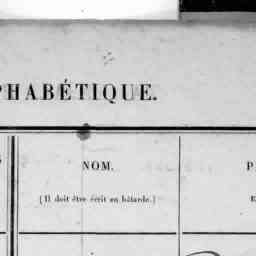 PHABÉTIQUE.
NOM.
(Il doit être écrit en bâtarde.)